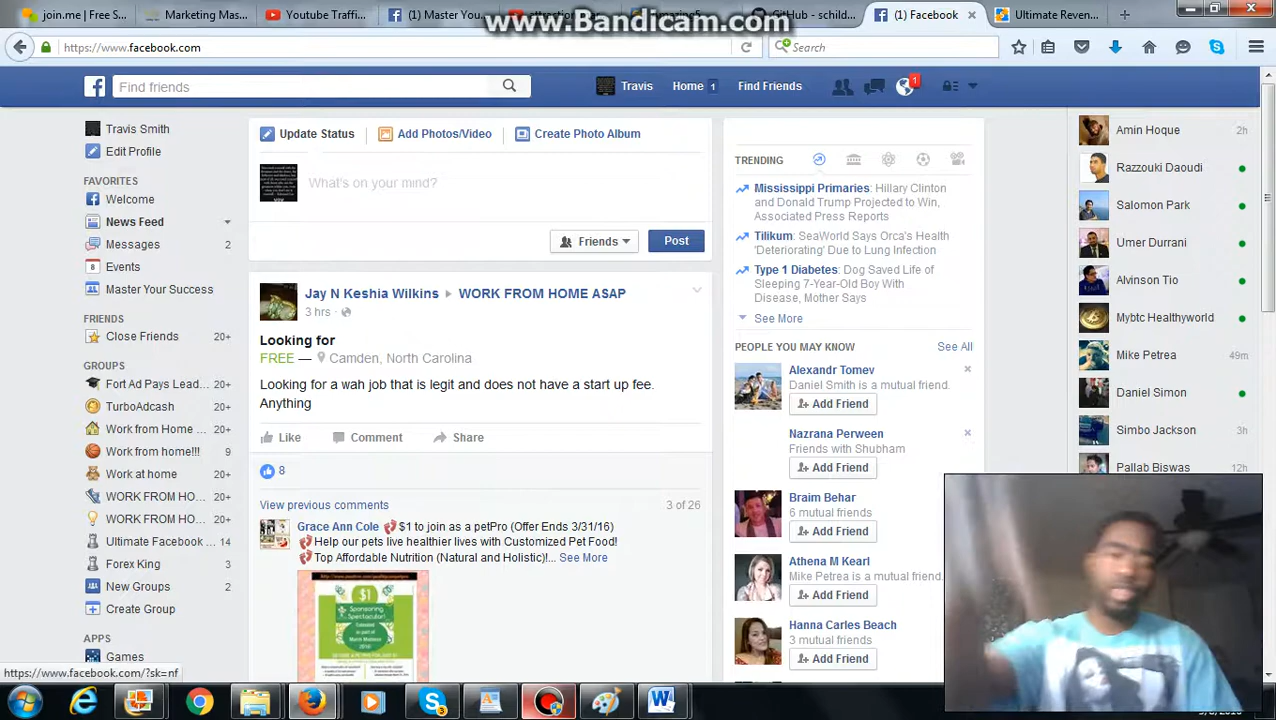 join.me | Free S...
Marketing Mas...
YouTube Traffi...
(1) Master You...
GitHub - schild...
(1) Facebook
Ultimate Reven...
www.Bandicam.com
https://www.facebook.com
Search
Find friends
Travis
Home 1
Find Friends
1
Travis Smith
Edit Profile
FAVORITES
Welcome
News Feed
Messages 2
8 Events
Master Your Success
FRIENDS
Close Friends 20+
GROUPS
Fort Ad Pays Lead... 20+
TurboAdcash 20+
Work from Home ... 20+
Work from home!!! 9
Work at home 20+
WORK FROM HO... 20+
WORK FROM HO... 20+
Ultimate Facebook ... 14
Forex King 3
New Groups 20+
Create Group
APPS
Games
https://www.facebook.com/?sk=nf
Update Status
Add Photos/Video
Create Photo Album
What's on your mind?
Friends
Post
Jay N Keshia Wilkins ▸ WORK FROM HOME ASAP
3 hrs ·
Looking for
FREE — Camden, North Carolina
Looking for a wah job that is legit and does not have a start up fee.
Anything
Like Comment Share
8
View previous comments 3 of 26
Grace Ann Cole $1 to join as a petPro (Offer Ends 3/31/16)
Help our pets live healthier lives with Customized Pet Food!
Top Affordable Nutrition (Natural and Holistic)!... See More
$1
Sponsoring
Spectacular!
TRENDING
Mississippi Primaries: Hillary Clinton
and Donald Trump Projected to Win,
Associated Press Reports
Tilikum: SeaWorld Says Orca's Health
'Deteriorating' Due to Lung Infection
Type 1 Diabetes: Dog Saved Life of
Sleeping 7-Year-Old Boy With
Disease, Mother Says
See More
PEOPLE YOU MAY KNOW See All
Alexandr Tomev
Daniel Smith is a mutual friend.
Add Friend
Nazrana Perween
Friends with Shubham
Add Friend
Braim Behar
6 mutual friends
Add Friend
Athena M Kearl
Mike Petrea is a mutual friend.
Add Friend
Hanna Carles Beach
3 mutual friends
Add Friend
Amin Hoque 2h
Razzouki Daoudi
Salomon Park
Umer Durrani
Alvinson Tio
Mybtc Healthyworld
Mike Petrea 49m
Daniel Simon
Simbo Jackson 3h
Pallab Biswas 12h